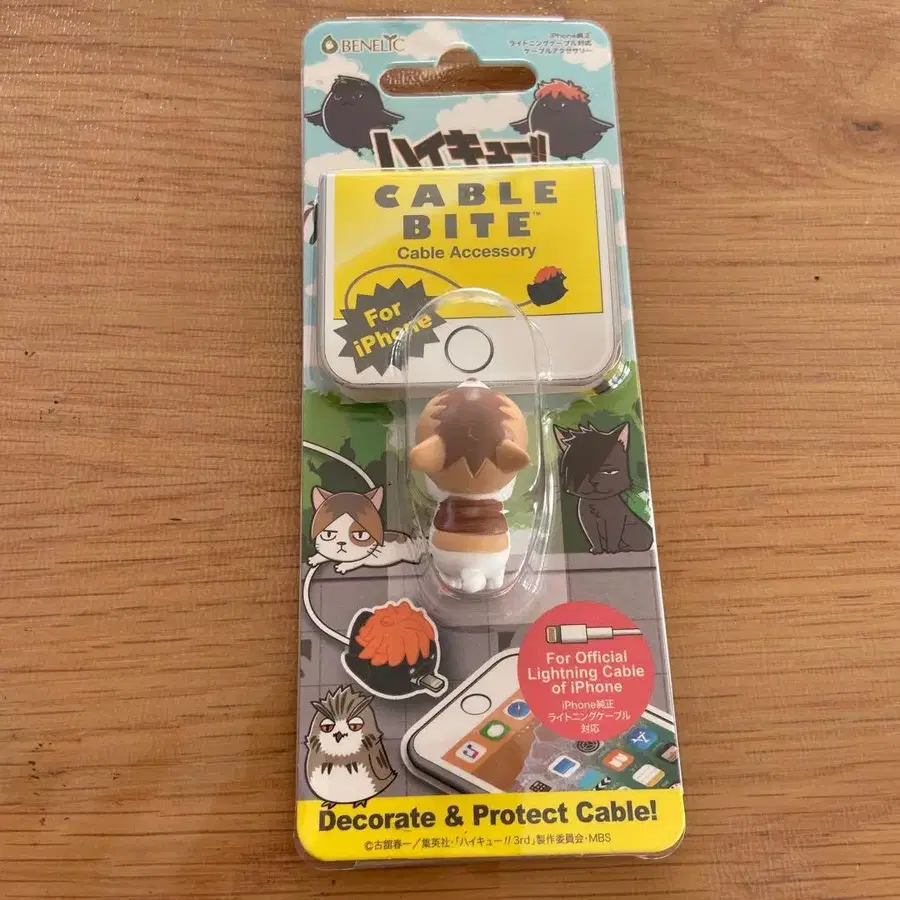 BENELIC
iPhone純正
ライトニングケーブル対応
ケーブルアクセサリー
ハイキュー!!
CABLE
BITE™
Cable Accessory
For
iPhone
For Official
Lightning Cable
of iPhone
iPhone純正
ライトニングケーブル
対応
Decorate & Protect Cable!
©古舘春一/集英社・「ハイキュー!! 3rd」製作委員会・MBS